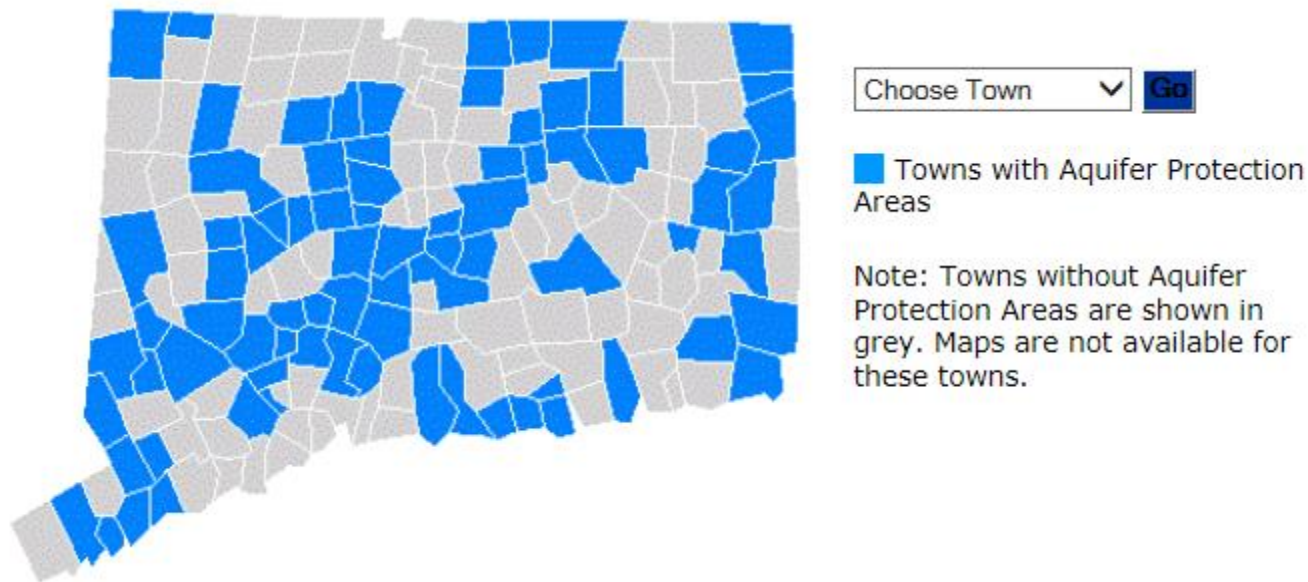 Choose Town
Go
Towns with Aquifer Protection
Areas
Note: Towns without Aquifer
Protection Areas are shown in
grey. Maps are not available for
these towns.